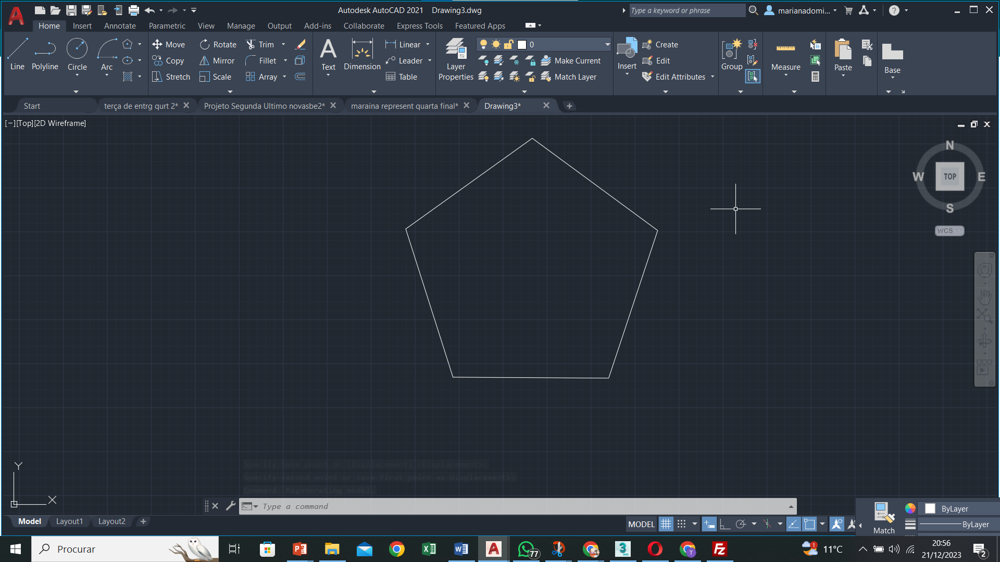 Autodesk AutoCAD 2021 Drawing3.dwg
Type a keyword or phrase
marianadomi...
Home Insert Annotate Parametric View Manage Output Add-ins Collaborate Express Tools Featured Apps
Line
Polyline
Circle
Arc
Move
Copy
Stretch
Rotate
Mirror
Scale
Trim
Fillet
Array
Text
Dimension
Linear
Leader
Table
Layer
Properties
0
Make Current
Match Layer
Insert
Create
Edit
Edit Attributes
Group
Measure
Paste
Base
Start
terça de entrg qurt 2*
Projeto Segunda Ultimo novasbe2*
maraina represent quarta final*
Drawing3*
[−][Top][2D Wireframe]
N
W TOP E
S
WCS
Y
X
Specify base point or [Displacement] <Displacement>:
Specify second point or <use first point as displacement>:
Command: Regenerating model.
Type a command
Model Layout1 Layout2
MODEL
Match
ByLayer
ByLayer
Procurar
77
1
11°C
20:56
21/12/2023
2